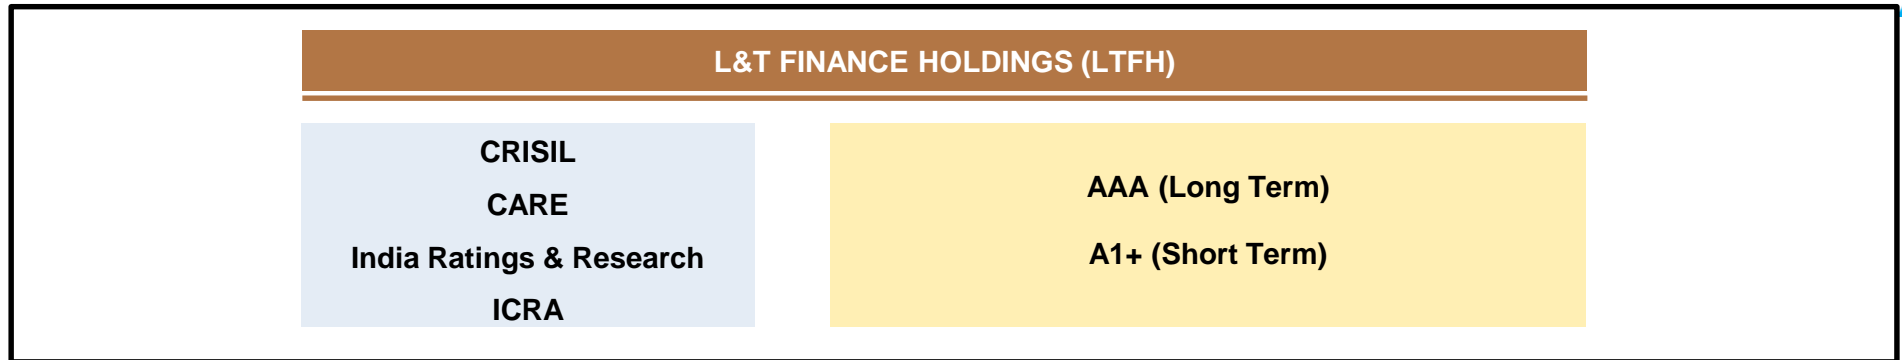 L&T FINANCE HOLDINGS (LTFH)
CRISIL
CARE
India Ratings & Research
ICRA
AAA (Long Term)
A1+ (Short Term)